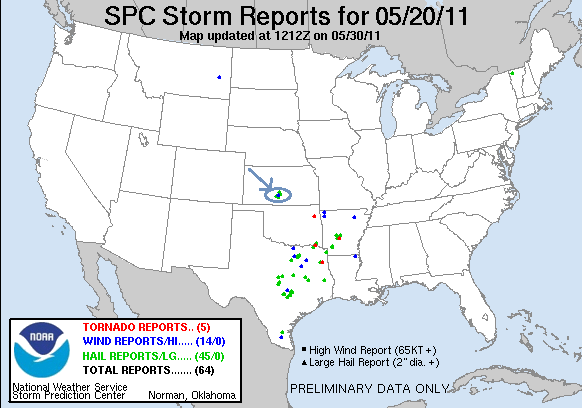 SPC Storm Reports for 05/20/11
Map updated at 1212Z on 05/30/11
TORNADO REPORTS.. (5)
WIND REPORTS/HI..... (14/0)
HAIL REPORTS/LG..... (45/0)
TOTAL REPORTS....... (64)
NOAA
National Weather Service
Storm Prediction Center Norman, Oklahoma
High Wind Report (65KT +)
Large Hail Report (2" dia. +)
PRELIMINARY DATA ONLY